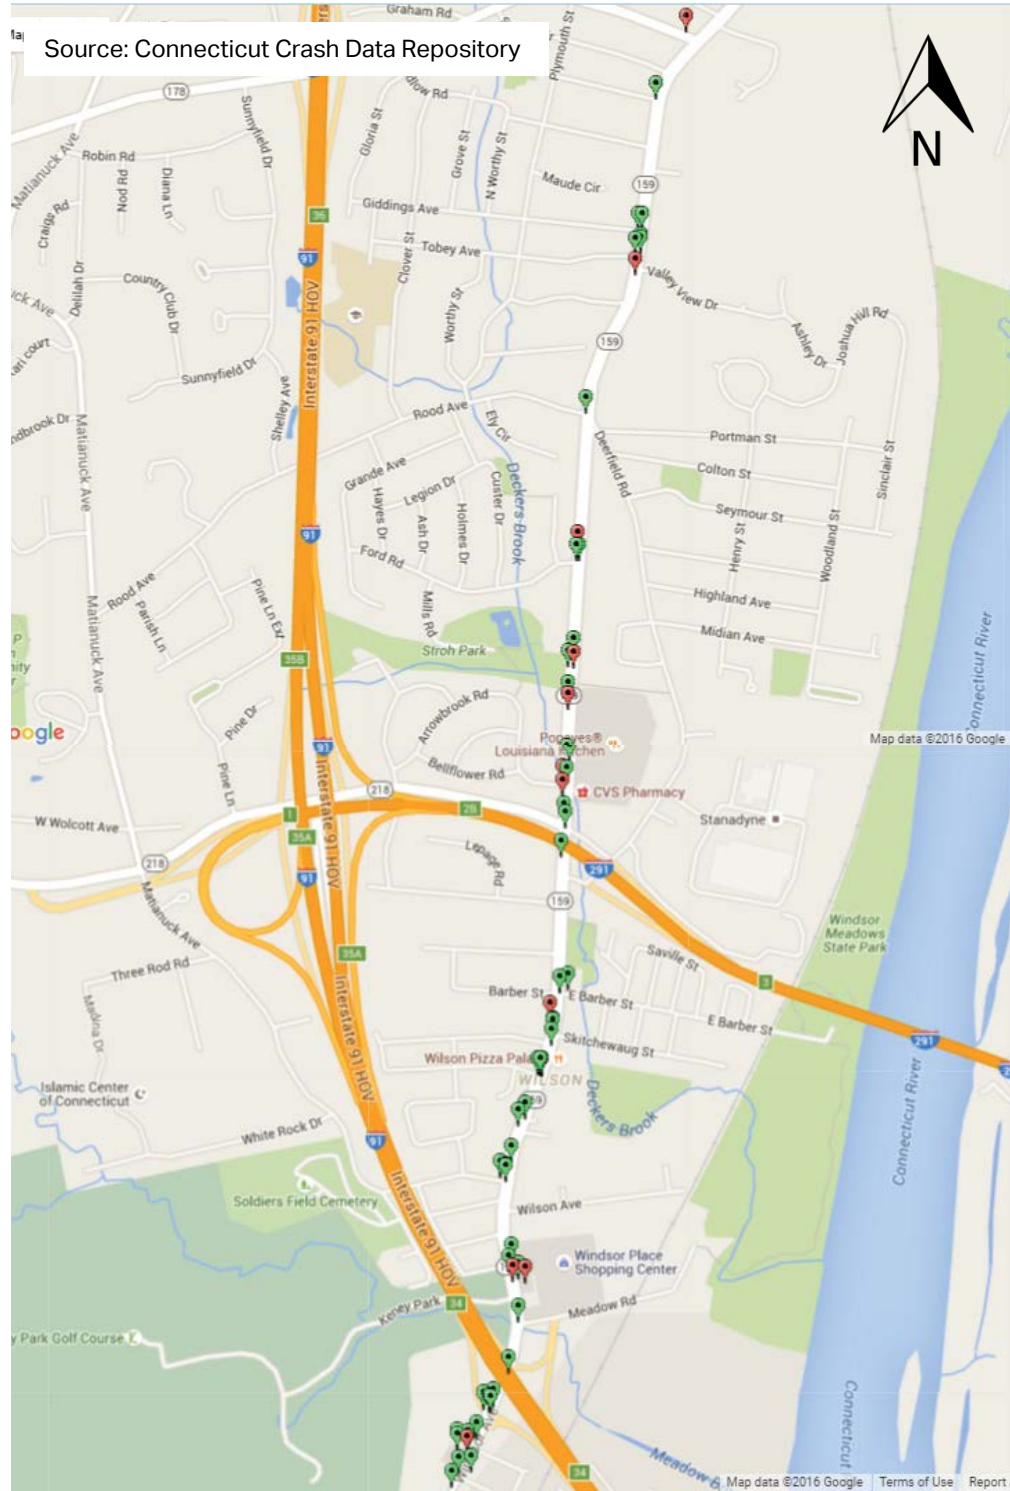 Graham Rd
Plymouth St
Source: Connecticut Crash Data Repository
N
178
Sunnyfield Dr
Gloria St
Grove St
N Worthy St
Matianuck Ave
Robin Rd
Nod Rd
Diana Ln
Maude Cir
159
Craigs Rd
36
Giddings Ave
Clover St
Tobey Ave
91
Valley View Dr
Delilah Dr
Country Club Dr
Interstate 91 HOV
Worthy St
Ashley Dr
Joshua Hill Rd
159
Sunnyfield Dr
Shelley Ave
Rood Ave
Ely Cir
Deerfield Rd
Portman St
Matianuck Ave
Grande Ave
Legion Dr
Custer Dr
Deckers Brook
Colton St
Sinclair St
Hayes Dr
Ash Dr
Holmes Dr
Seymour St
91
Henry St
Woodland St
Ford Rd
Rood Ave
Parish Ln
Pine Ln Ext
Mills Rd
Highland Ave
Matianuck Ave
Midian Ave
Connecticut River
35B
Stroh Park
Arrowbrook Rd
Pine Dr
Map data ©2016 Google
91
Popeyes®
Louisiana Kitchen
Bellflower Rd
Pine Ln
Interstate 91 HOV
CVS Pharmacy
218
W Wolcott Ave
1
2B
Stanadyne
35A
Lepage Rd
218
91
291
Matianuck Ave
159
Windsor
Meadows
State Park
Three Rod Rd
35A
Saville St
3
Barber St
E Barber St
E Barber St
Madina Dr
Interstate 91 HOV
Skitchewaug St
291
Wilson Pizza Pala
WILSON
Islamic Center
of Connecticut
Deckers Brook
Connecticut River
White Rock Dr
91
Soldiers Field Cemetery
Interstate 91 HOV
Wilson Ave
Windsor Place
Shopping Center
Keney Park
34
Meadow Rd
y Park Golf Course
Connecticut
Meadow B
34
Map data ©2016 Google
Terms of Use
Report